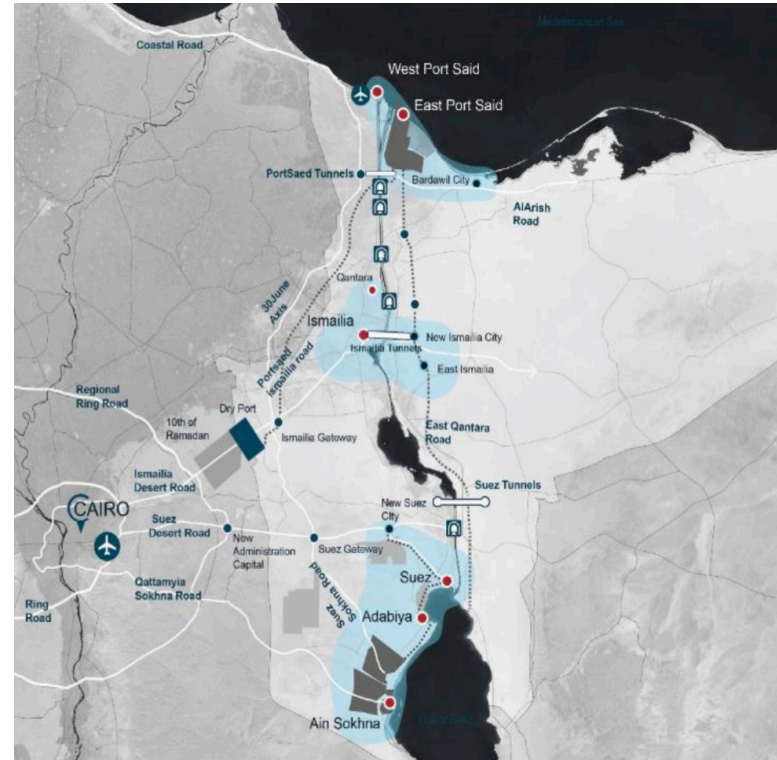 Mediterranean Sea
Coastal Road
West Port Said
East Port Said
PortSaed Tunnels
Bardawil City
AlArish
Road
Qantara
30June
Axis
Ismailia
Portsaed
ismailia road
New Ismailia City
Ismailia Tunnels
East Ismailia
Regional
Ring Road
Dry Port
10th of
Ramadan
Ismailia Gateway
East Qantara
Road
Ismailia
Desert Road
Suez Tunnels
New Suez
City
CAIRO
Suez
Desert Road
New
Administration
Capital
Suez Gateway
Suez
Sokhna Road
Suez
Qattamyia
Sokhna Road
Ring
Road
Adabiya
Ain Sokhna